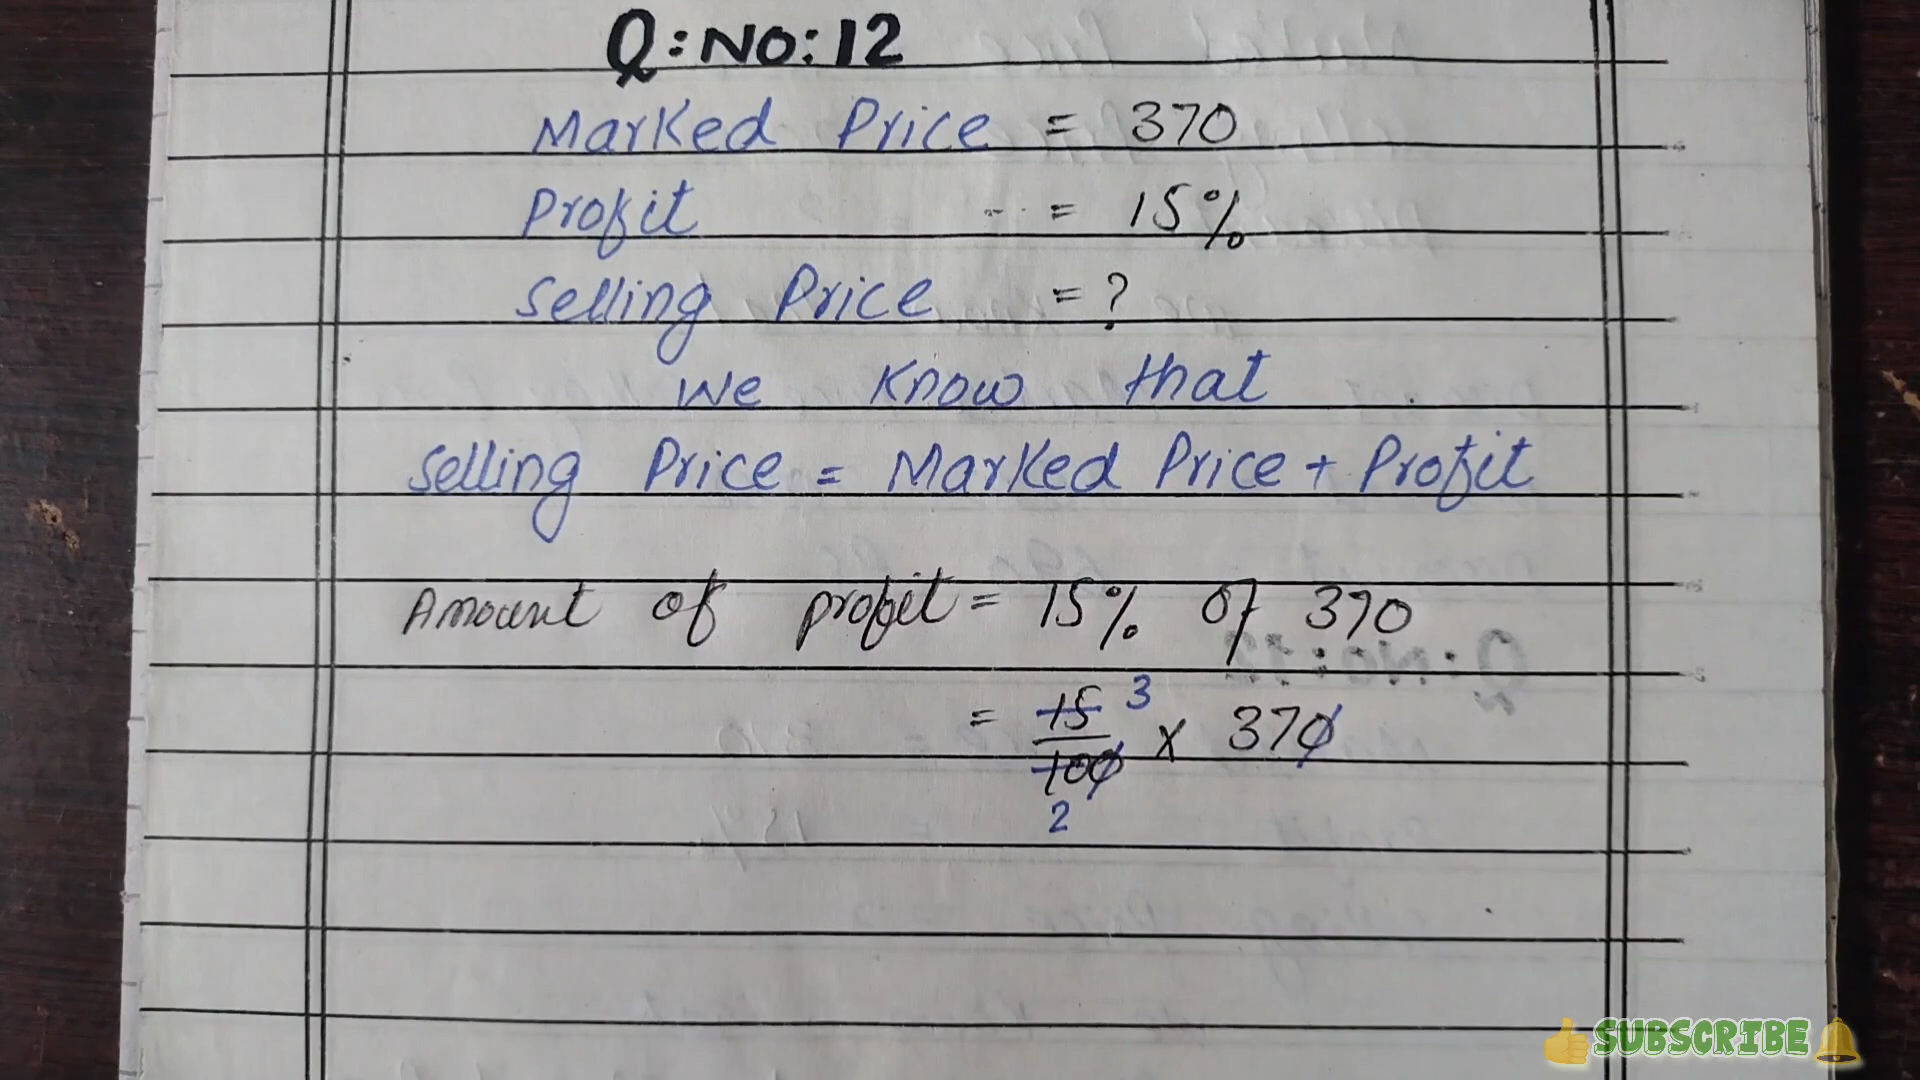 Q:NO:12
Marked Price = 370
Profit = 15%
Selling Price = ?
We Know that
Selling Price = Marked Price + Profit
Amount of profit = 15% of 370
= 15/100 3 2 x 370
SUBSCRIBE